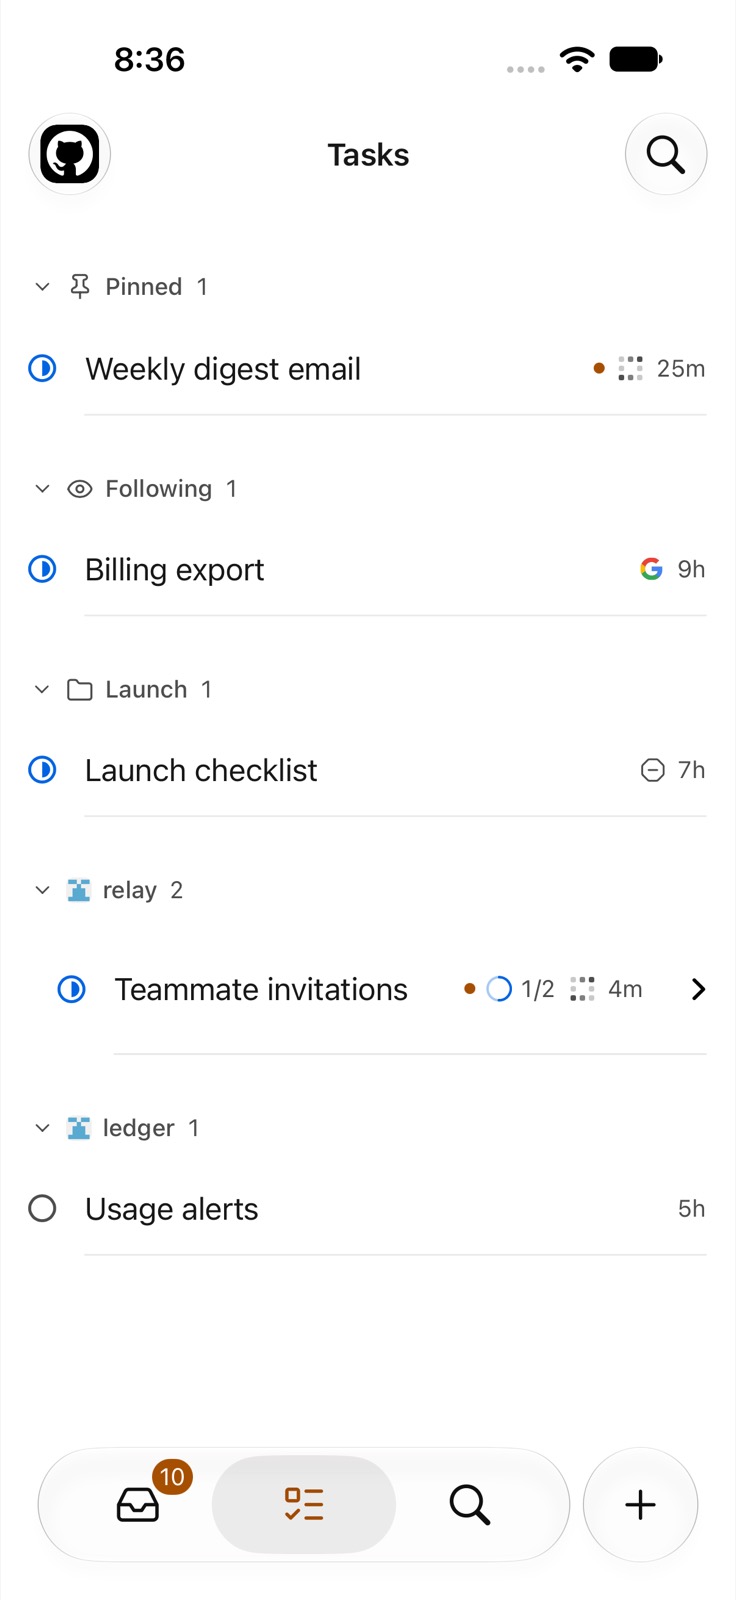 8:36
Tasks
Pinned 1
Weekly digest email 25m
Following 1
Billing export 9h
Launch 1
Launch checklist 7h
relay 2
Teammate invitations 1/2 4m
ledger 1
Usage alerts 5h
10